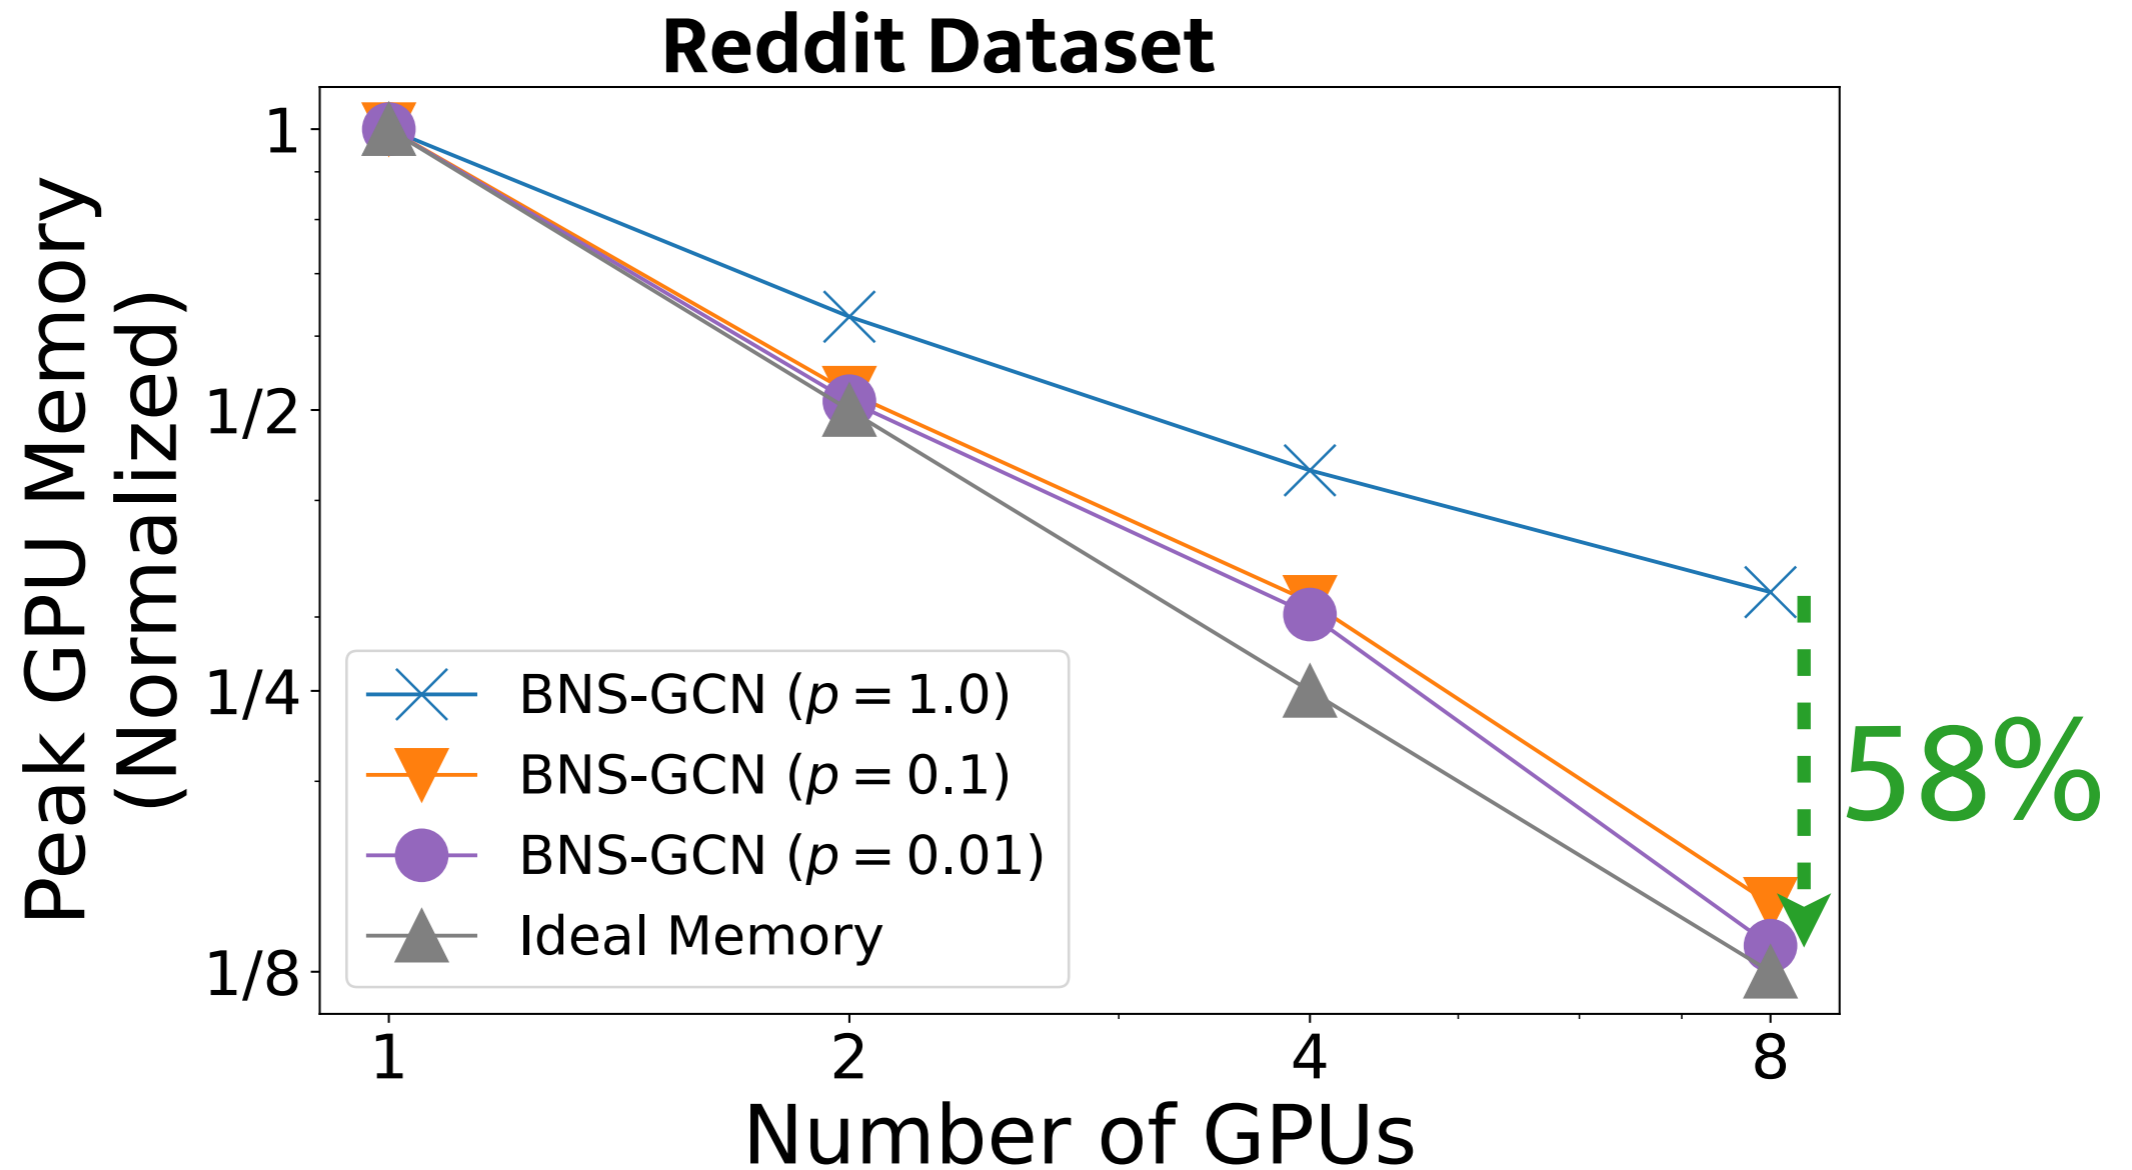 Reddit Dataset
Peak GPU Memory
(Normalized)
1
1/2
1/4
1/8
BNS-GCN (p = 1.0)
BNS-GCN (p = 0.1)
BNS-GCN (p = 0.01)
Ideal Memory
58%
1 2 4 8
Number of GPUs